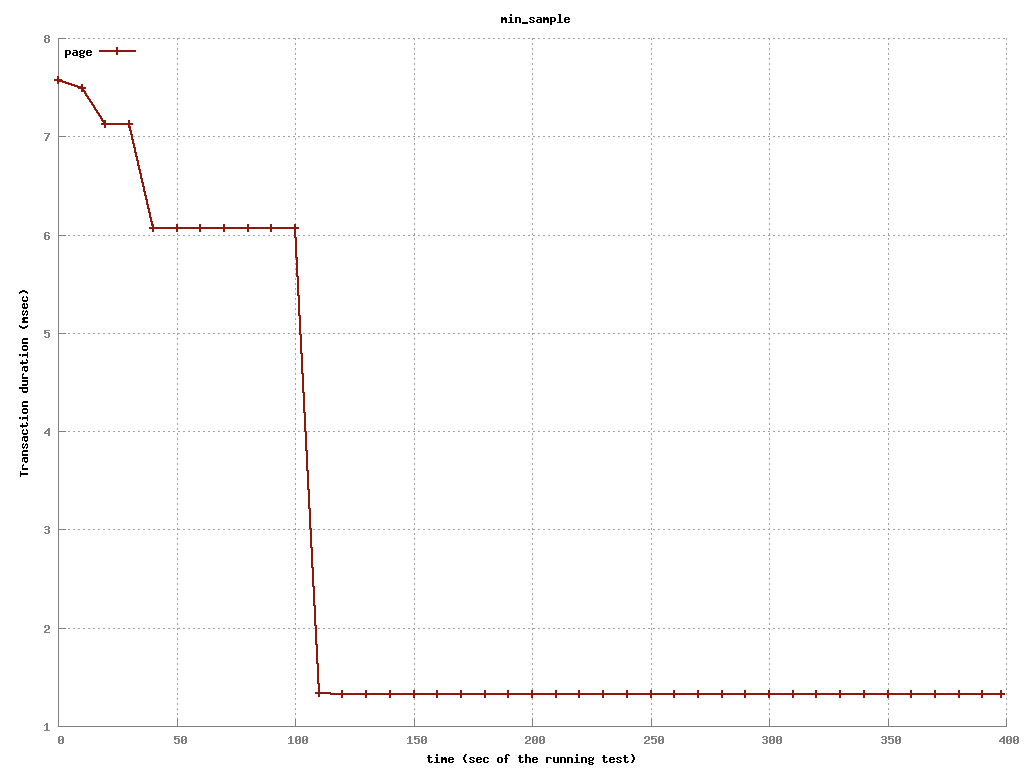 min_sample
8
page
7
6
5
4
3
2
1
Transaction duration (msec)
0 50 100 150 200 250 300 350 400
time (sec of the running test)